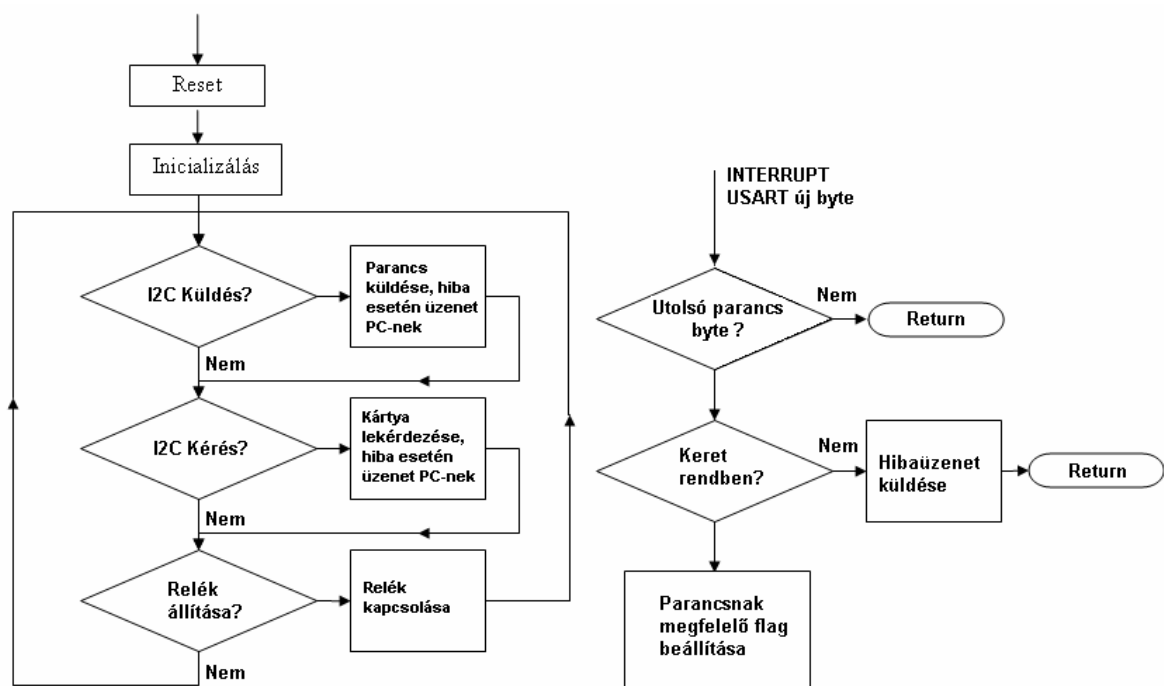 Reset
Inicializálás
I2C Küldés?
Parancs
küldése, hiba
esetén üzenet
PC-nek
Nem
I2C Kérés?
Kártya
lekérdezése,
hiba esetén
üzenet PC-nek
Nem
Relék
állítása?
Relék
kapcsolása
Nem
INTERRUPT
USART új byte
Utolsó parancs
byte ?
Nem
Return
Keret
rendben?
Nem
Hibaüzenet
küldése
Return
Parancsnak
megfelelő flag
beállítása